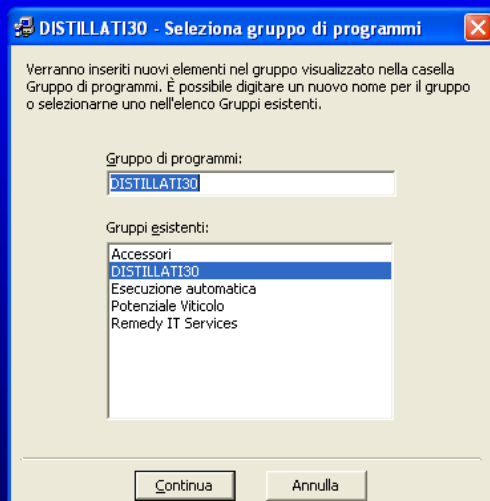 DISTILLATI30 - Seleziona gruppo di programmi
Verranno inseriti nuovi elementi nel gruppo visualizzato nella casella
Gruppo di programmi. È possibile digitare un nuovo nome per il gruppo
o selezionarne uno nell'elenco Gruppi esistenti.
Gruppo di programmi:
DISTILLATI30
Gruppi esistenti:
Accessori
DISTILLATI30
Esecuzione automatica
Potenziale Viticolo
Remedy IT Services
Continua
Annulla